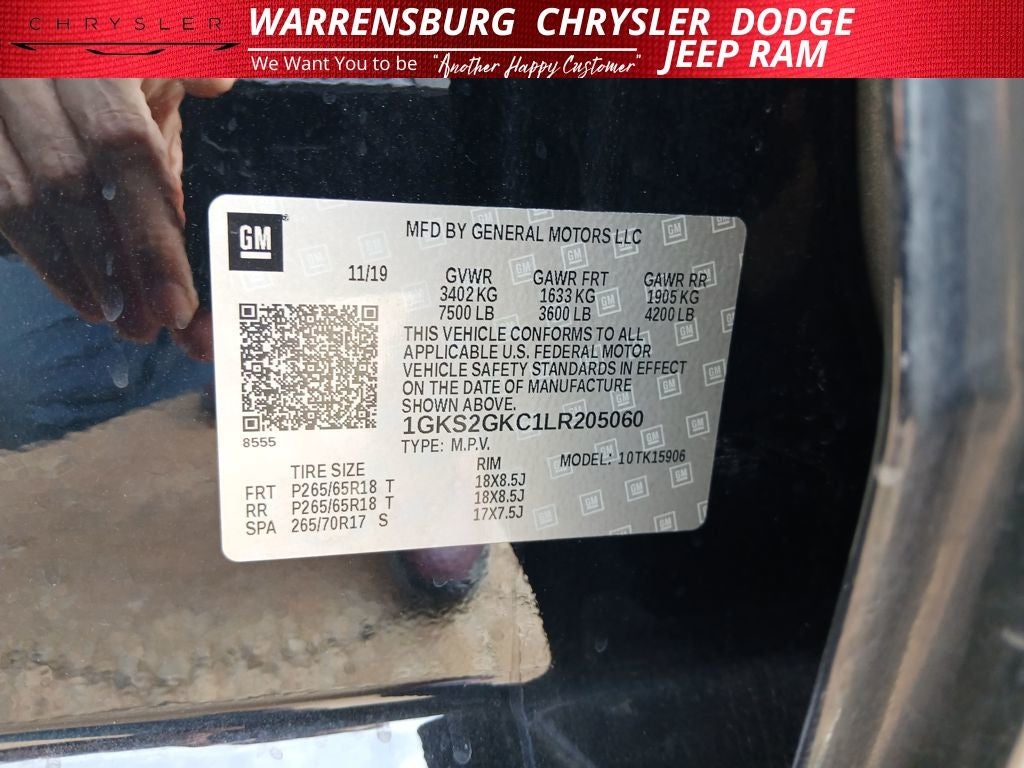 CHRYSLER
WARRENSBURG CHRYSLER DODGE
JEEP RAM
We Want You to be "Another Happy Customer"
GM
MFD BY GENERAL MOTORS LLC
11/19 GVWR GAWR FRT GAWR RR
3402 KG 1633 KG 1905 KG
7500 LB 3600 LB 4200 LB
THIS VEHICLE CONFORMS TO ALL
APPLICABLE U.S. FEDERAL MOTOR
VEHICLE SAFETY STANDARDS IN EFFECT
ON THE DATE OF MANUFACTURE
SHOWN ABOVE.
1GKS2GKC1LR205060
8555
TYPE: M.P.V.
MODEL: 10TK15906
TIRE SIZE RIM
FRT P265/65R18 T 18X8.5J
RR P265/65R18 T 18X8.5J
SPA 265/70R17 S 17X7.5J